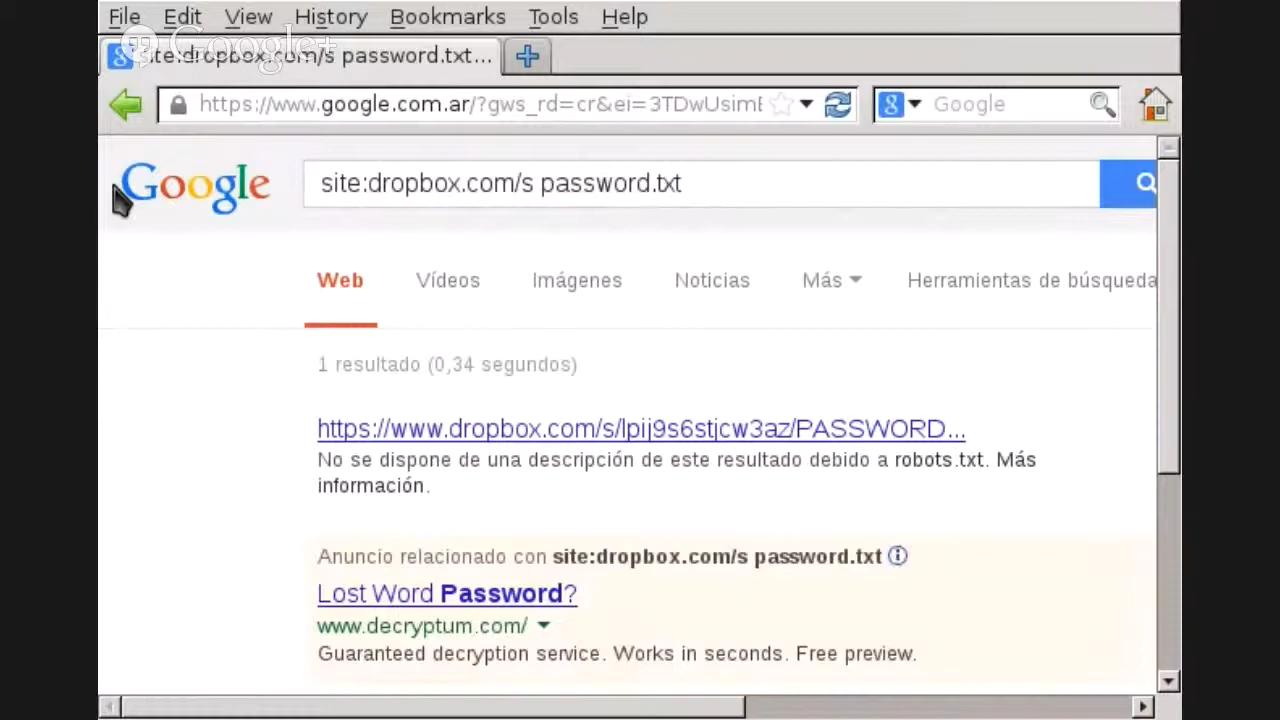 File Edit View History Bookmarks Tools Help
Google+
site:dropbox.com/s password.txt...
https://www.google.com.ar/?gws_rd=cr&ei=3TDwUsimE
Google
Google
site:dropbox.com/s password.txt
Web Vídeos Imágenes Noticias Más Herramientas de búsqueda
1 resultado (0,34 segundos)
https://www.dropbox.com/s/lpij9s6stjcw3az/PASSWORD...
No se dispone de una descripción de este resultado debido a robots.txt. Más
información.
Anuncio relacionado con site:dropbox.com/s password.txt
Lost Word Password?
www.decryptum.com/
Guaranteed decryption service. Works in seconds. Free preview.